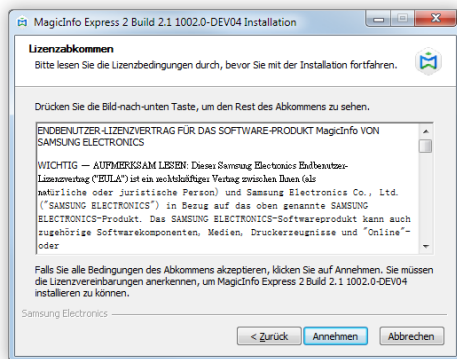 MagicInfo Express 2 Build 2.1 1002.0-DEV04 Installation
Lizenzabkommen
Bitte lesen Sie die Lizenzbedingungen durch, bevor Sie mit der Installation fortfahren.
Drücken Sie die Bild-nach-unten Taste, um den Rest des Abkommens zu sehen.
ENDBENUTZER-LIZENZVERTRAG FÜR DAS SOFTWARE-PRODUKT MagicInfo VON
SAMSUNG ELECTRONICS
WICHTIG — AUFMERKSAM LESEN: Dieser Samsung Electronics Endbenutzer-
Lizenzvertrag ("EULA") ist ein rechtskräftiger Vertrag zwischen Ihnen (als
natürliche oder juristische Person) und Samsung Electronics Co., Ltd.
("SAMSUNG ELECTRONICS") in Bezug auf das oben genannte SAMSUNG
ELECTRONICS-Produkt. Das SAMSUNG ELECTRONICS-Softwareprodukt kann auch
zugehörige Softwarekomponenten, Medien, Druckerzeugnisse und "Online"-
oder
Falls Sie alle Bedingungen des Abkommens akzeptieren, klicken Sie auf Annehmen. Sie müssen
die Lizenzvereinbarungen anerkennen, um MagicInfo Express 2 Build 2.1 1002.0-DEV04
installieren zu können.
Samsung Electronics
< Zurück Annehmen Abbrechen